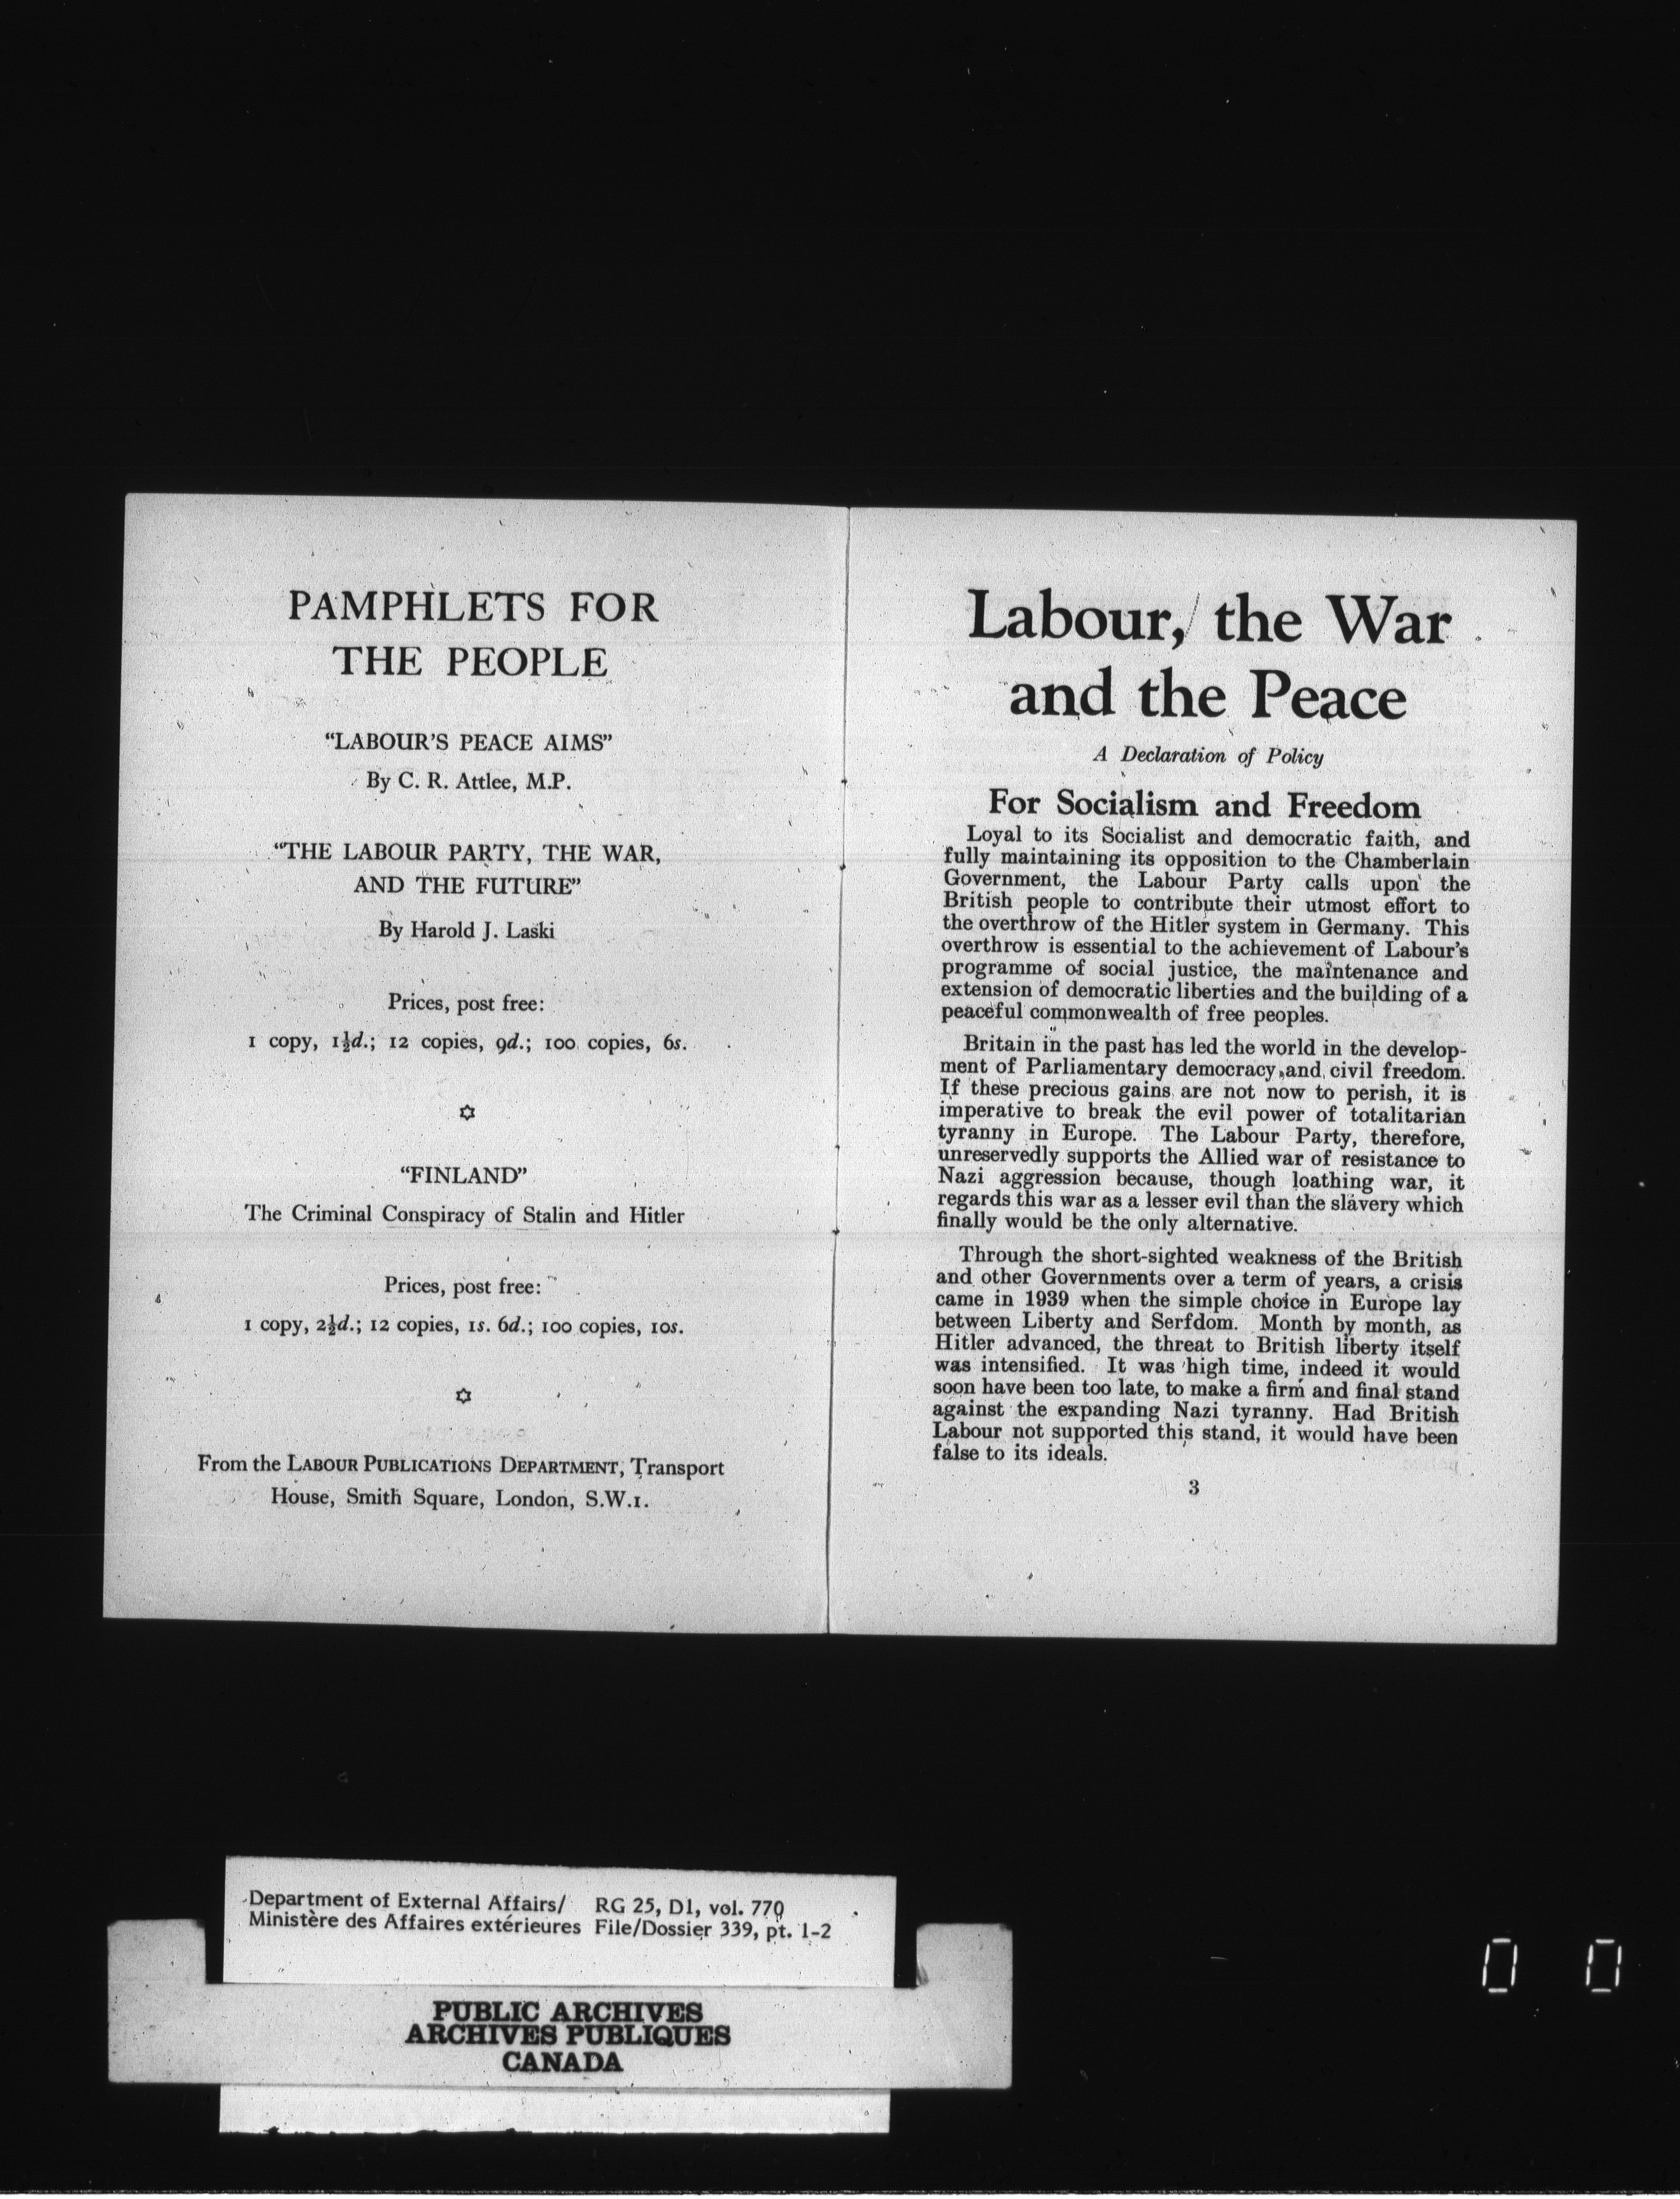 PAMPHLETS FOR
THE PEOPLE
“LABOUR’S PEACE AIMS”
By C. R. Attlee, M.P.
“THE LABOUR PARTY, THE WAR,
AND THE FUTURE”
By Harold J. Laski
Prices, post free:
1 copy, 1½d.; 12 copies, 9d.; 100 copies, 6s.
“FINLAND”
The Criminal Conspiracy of Stalin and Hitler
Prices, post free:
1 copy, 2½d.; 12 copies, 1s. 6d.; 100 copies, 10s.
From the LABOUR PUBLICATIONS DEPARTMENT, Transport
House, Smith Square, London, S.W.1.
Labour, the War
and the Peace
A Declaration of Policy
For Socialism and Freedom
Loyal to its Socialist and democratic faith, and
fully maintaining its opposition to the Chamberlain
Government, the Labour Party calls upon the
British people to contribute their utmost effort to
the overthrow of the Hitler system in Germany. This
overthrow is essential to the achievement of Labour’s
programme of social justice, the maintenance and
extension of democratic liberties and the building of a
peaceful commonwealth of free peoples.
Britain in the past has led the world in the develop-
ment of Parliamentary democracy and civil freedom.
If these precious gains are not now to perish, it is
imperative to break the evil power of totalitarian
tyranny in Europe. The Labour Party, therefore,
unreservedly supports the Allied war of resistance to
Nazi aggression because, though loathing war, it
regards this war as a lesser evil than the slavery which
finally would be the only alternative.
Through the short-sighted weakness of the British
and other Governments over a term of years, a crisis
came in 1939 when the simple choice in Europe lay
between Liberty and Serfdom. Month by month, as
Hitler advanced, the threat to British liberty itself
was intensified. It was high time, indeed it would
soon have been too late, to make a firm and final stand
against the expanding Nazi tyranny. Had British
Labour not supported this stand, it would have been
false to its ideals.
3
Department of External Affairs/ RG 25, D1, vol. 770
Ministère des Affaires extérieures File/Dossier 339, pt. 1-2
PUBLIC ARCHIVES
ARCHIVES PUBLIQUES
CANADA
0 0